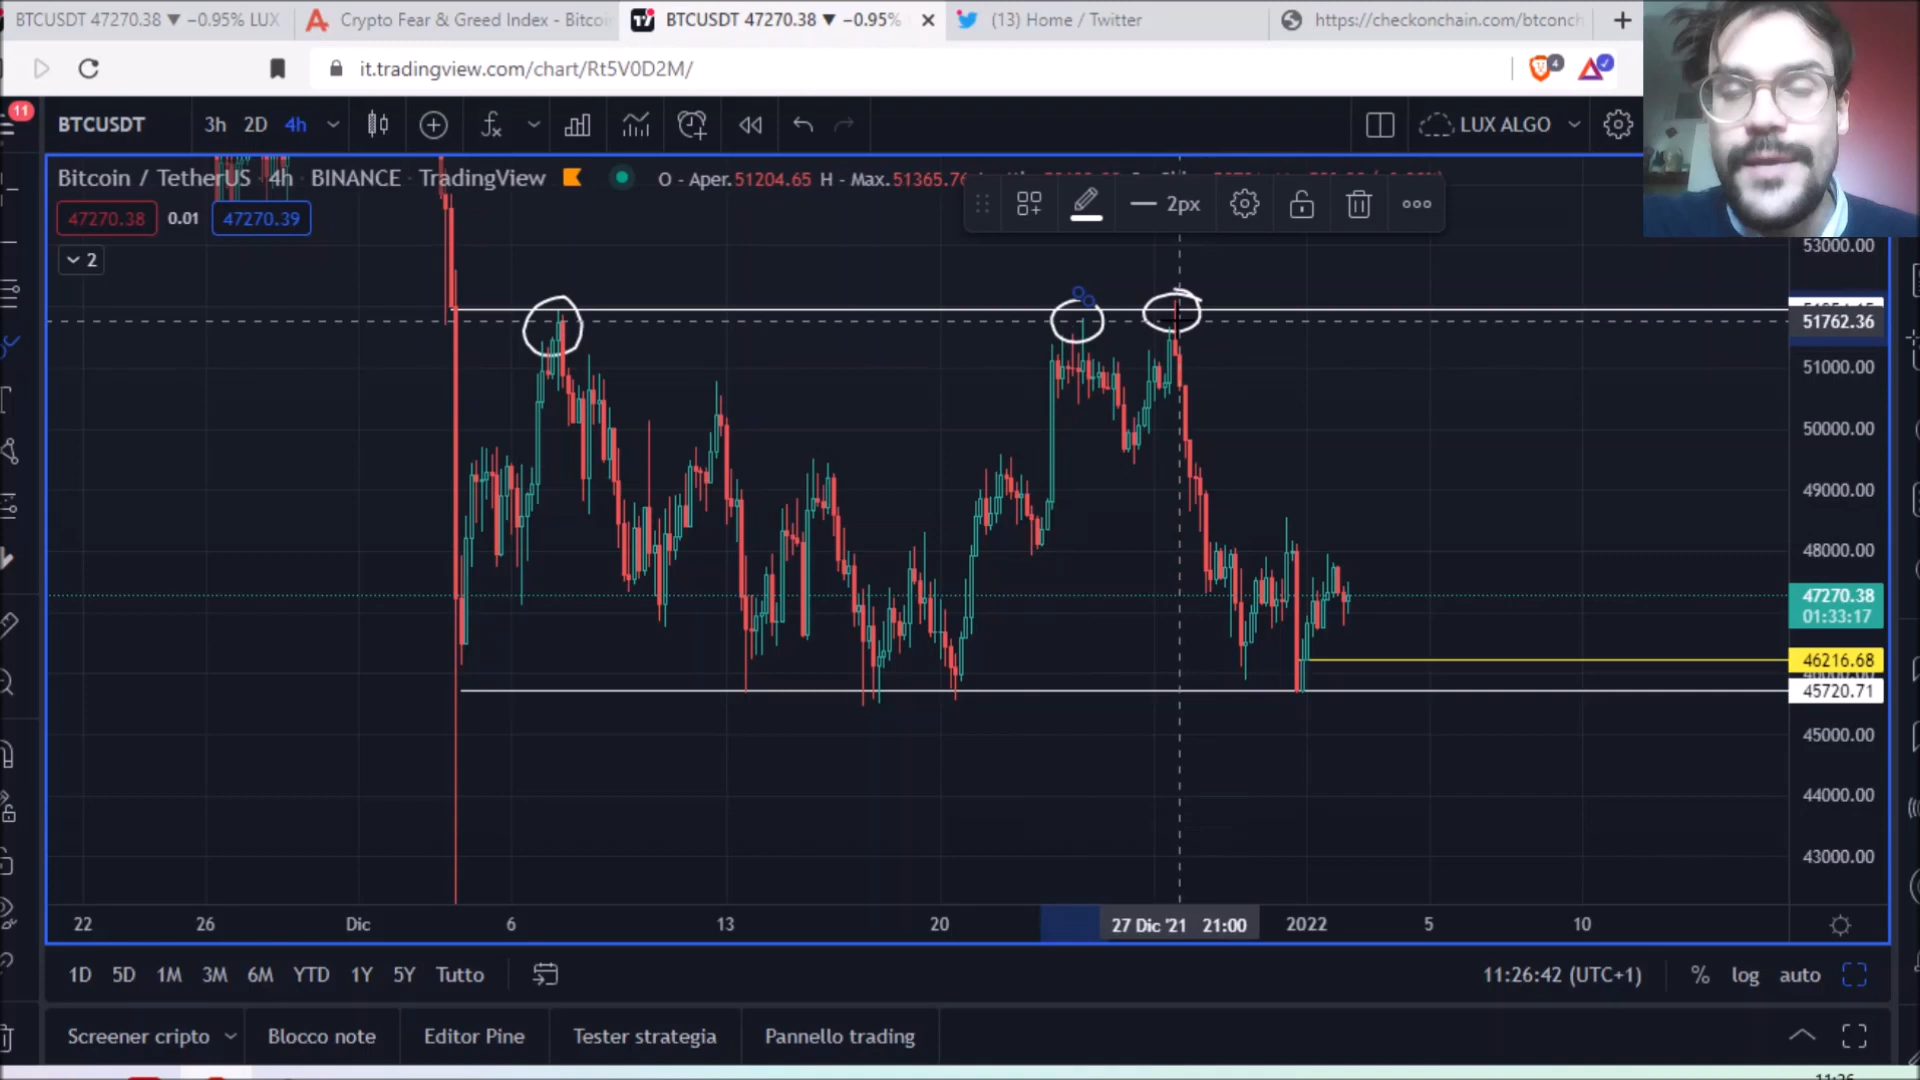 BTCUSDT 47270.38 ▼ −0.95% LUX
Crypto Fear & Greed Index - Bitcoi
BTCUSDT 47270.38 ▼ −0.95%
(13) Home / Twitter
https://checkonchain.com/btconch
it.tradingview.com/chart/Rt5V0D2M/
4
11
BTCUSDT
3h 2D 4h
LUX ALGO
Bitcoin / TetherUS 4h BINANCE TradingView
O - Aper.51204.65 H - Max.51365.76
47270.38 0.01 47270.39
2px
2
53000.00
51762.36
51000.00
50000.00
49000.00
48000.00
47270.38
01:33:17
46216.68
45720.71
45000.00
44000.00
43000.00
22 26 Dic 6 13 20 27 Dic '21 21:00 2022 5 10
1D 5D 1M 3M 6M YTD 1Y 5Y Tutto
11:26:42 (UTC+1) % log auto
Screener cripto Blocco note Editor Pine Tester strategia Pannello trading